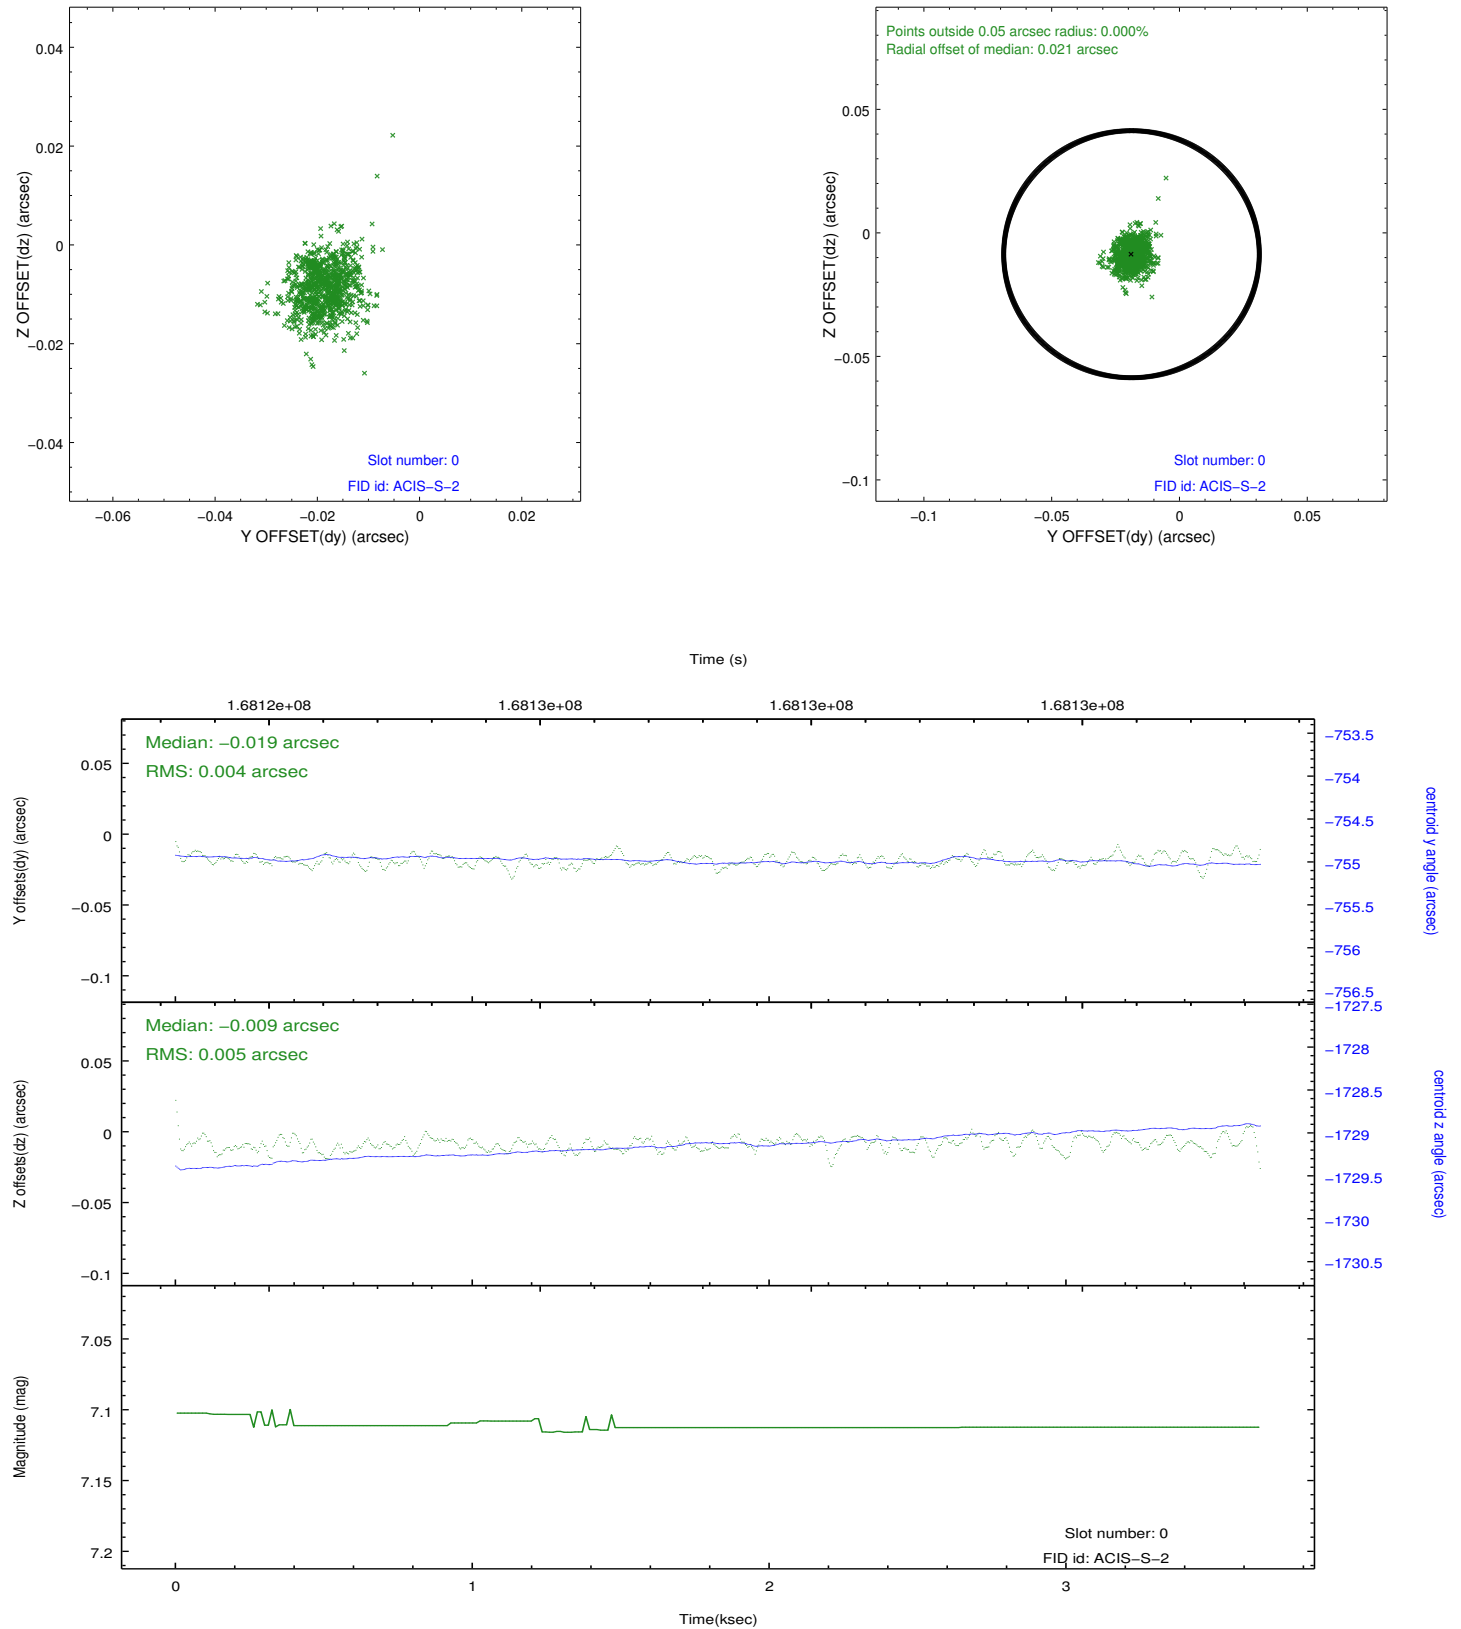 0.04
0.02
0
−0.02
−0.04
Z OFFSET(dz) (arcsec)
Slot number: 0
FID id: ACIS−S−2
−0.06
−0.04
−0.02
0
0.02
Y OFFSET(dy) (arcsec)
Points outside 0.05 arcsec radius: 0.000%
Radial offset of median: 0.021 arcsec
0.05
0
−0.05
−0.1
Z OFFSET(dz) (arcsec)
Slot number: 0
FID id: ACIS−S−2
−0.1
−0.05
0
0.05
Y OFFSET(dy) (arcsec)
Time (s)
1.6812e+08
1.6813e+08
1.6813e+08
1.6813e+08
Median: −0.019 arcsec
RMS: 0.004 arcsec
0.05
0
−0.05
−0.1
Y offsets(dy) (arcsec)
−753.5
−754
−754.5
−755
−755.5
−756
−756.5
centroid y angle (arcsec)
Median: −0.009 arcsec
RMS: 0.005 arcsec
0.05
0
−0.05
−0.1
Z offsets(dz) (arcsec)
−1727.5
−1728
−1728.5
−1729
−1729.5
−1730
−1730.5
centroid z angle (arcsec)
7.05
7.1
7.15
7.2
Magnitude (mag)
Slot number: 0
FID id: ACIS−S−2
0
1
2
3
Time(ksec)